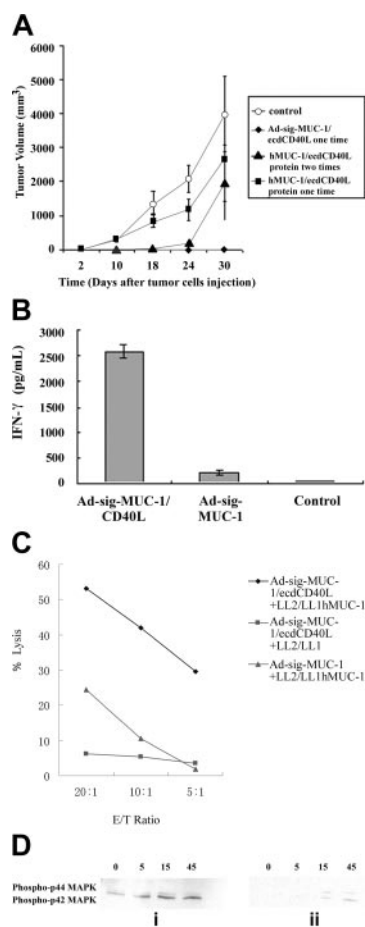 A
Tumor Volume (mm³)
6000
5000
4000
3000
2000
1000
0
2 10 18 24 30
Time (Days after tumor cells injection)
control
Ad-sig-MUC-1/
ecdCD40L one time
hMUC-1/ecdCD40L
protein two times
hMUC-1/ecdCD40L
protein one time
B
IFN-γ (pg/mL)
3000
2500
2000
1500
1000
500
0
Ad-sig-MUC-1/
CD40L
Ad-sig-
MUC-1
Control
C
% Lysis
60
50
40
30
20
10
0
20:1 10:1 5:1
E/T Ratio
Ad-sig-MUC-
1/ecdCD40L
+LL2/LL1hMUC-1
Ad-sig-MUC-
1/ecdCD40L
+LL2/LL1
Ad-sig-MUC-1
+LL2/LL1hMUC-1
D
0 5 15 45
0 5 15 45
Phospho-p44 MAPK
Phospho-p42 MAPK
i
ii